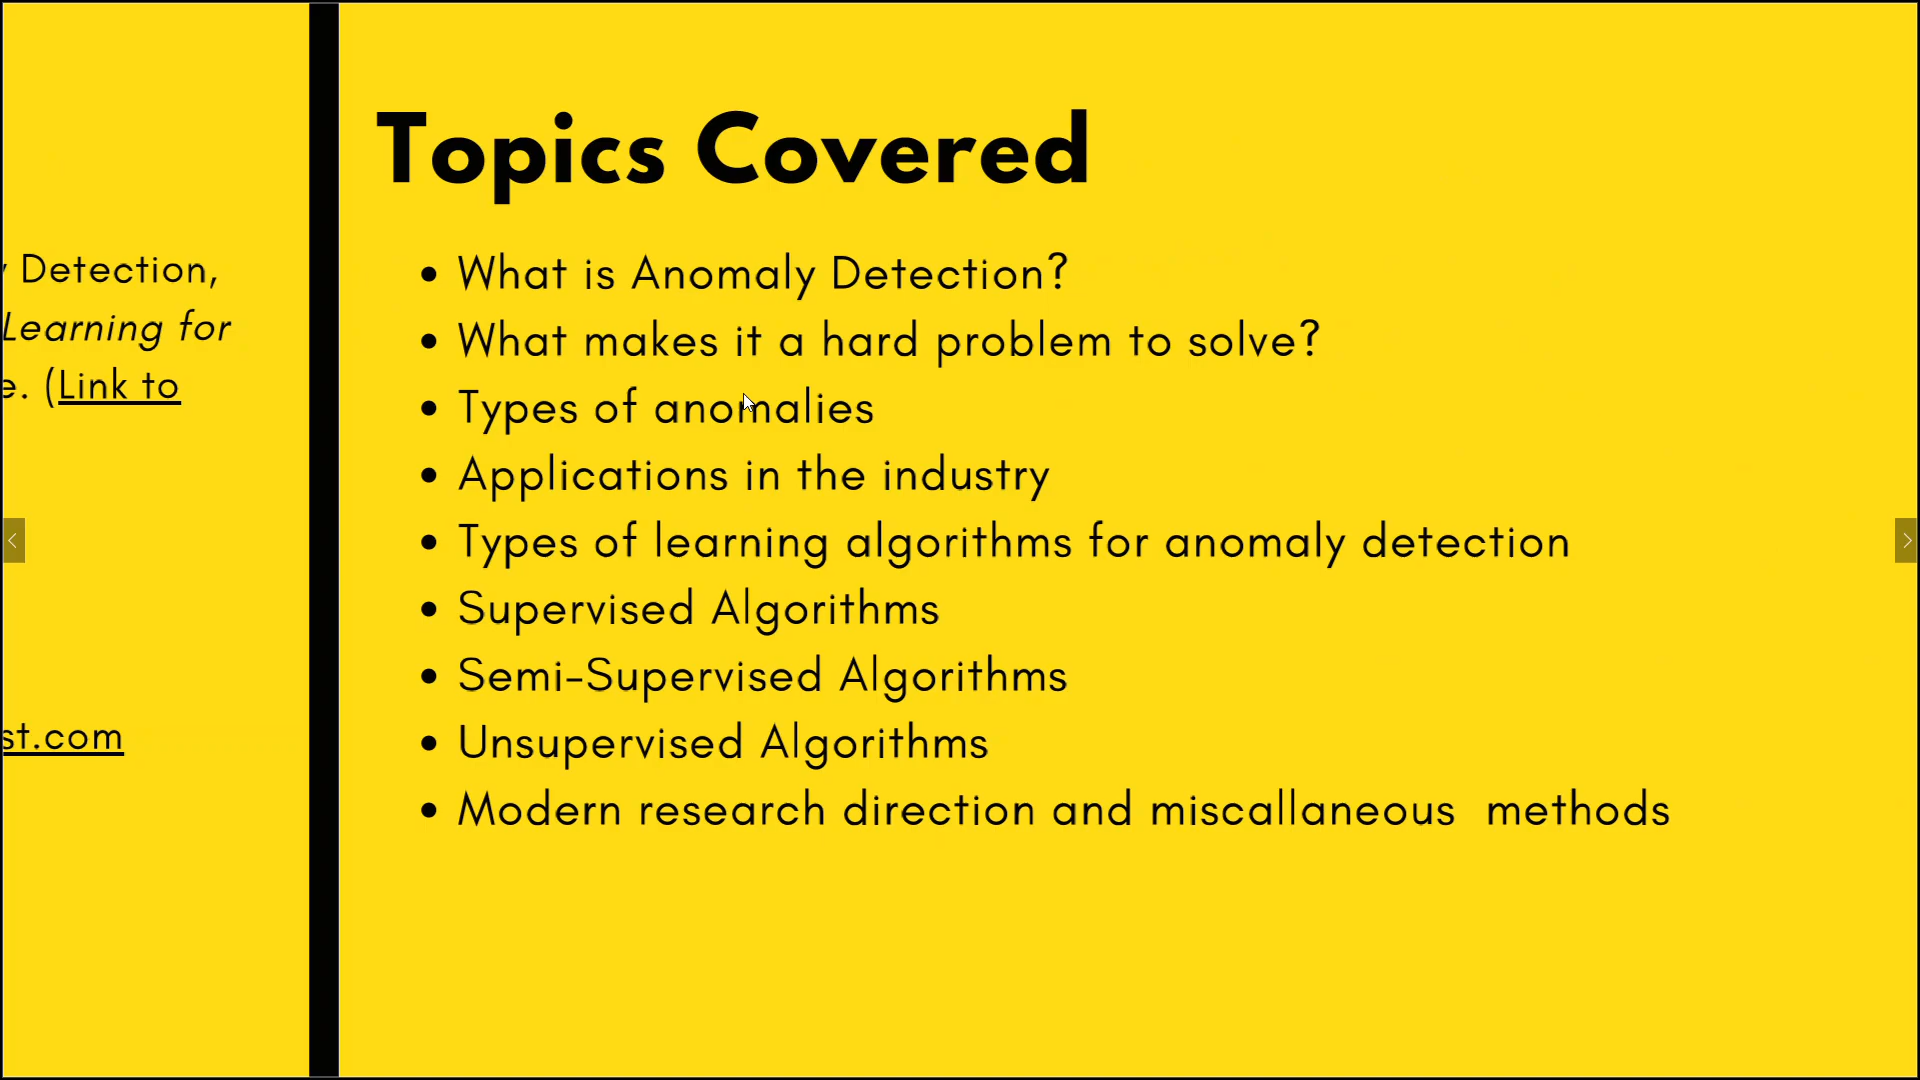 Detection,
Learning for
e. (Link to
st.com
Topics Covered
• What is Anomaly Detection?
• What makes it a hard problem to solve?
• Types of anomalies
• Applications in the industry
• Types of learning algorithms for anomaly detection
• Supervised Algorithms
• Semi-Supervised Algorithms
• Unsupervised Algorithms
• Modern research direction and miscallaneous  methods